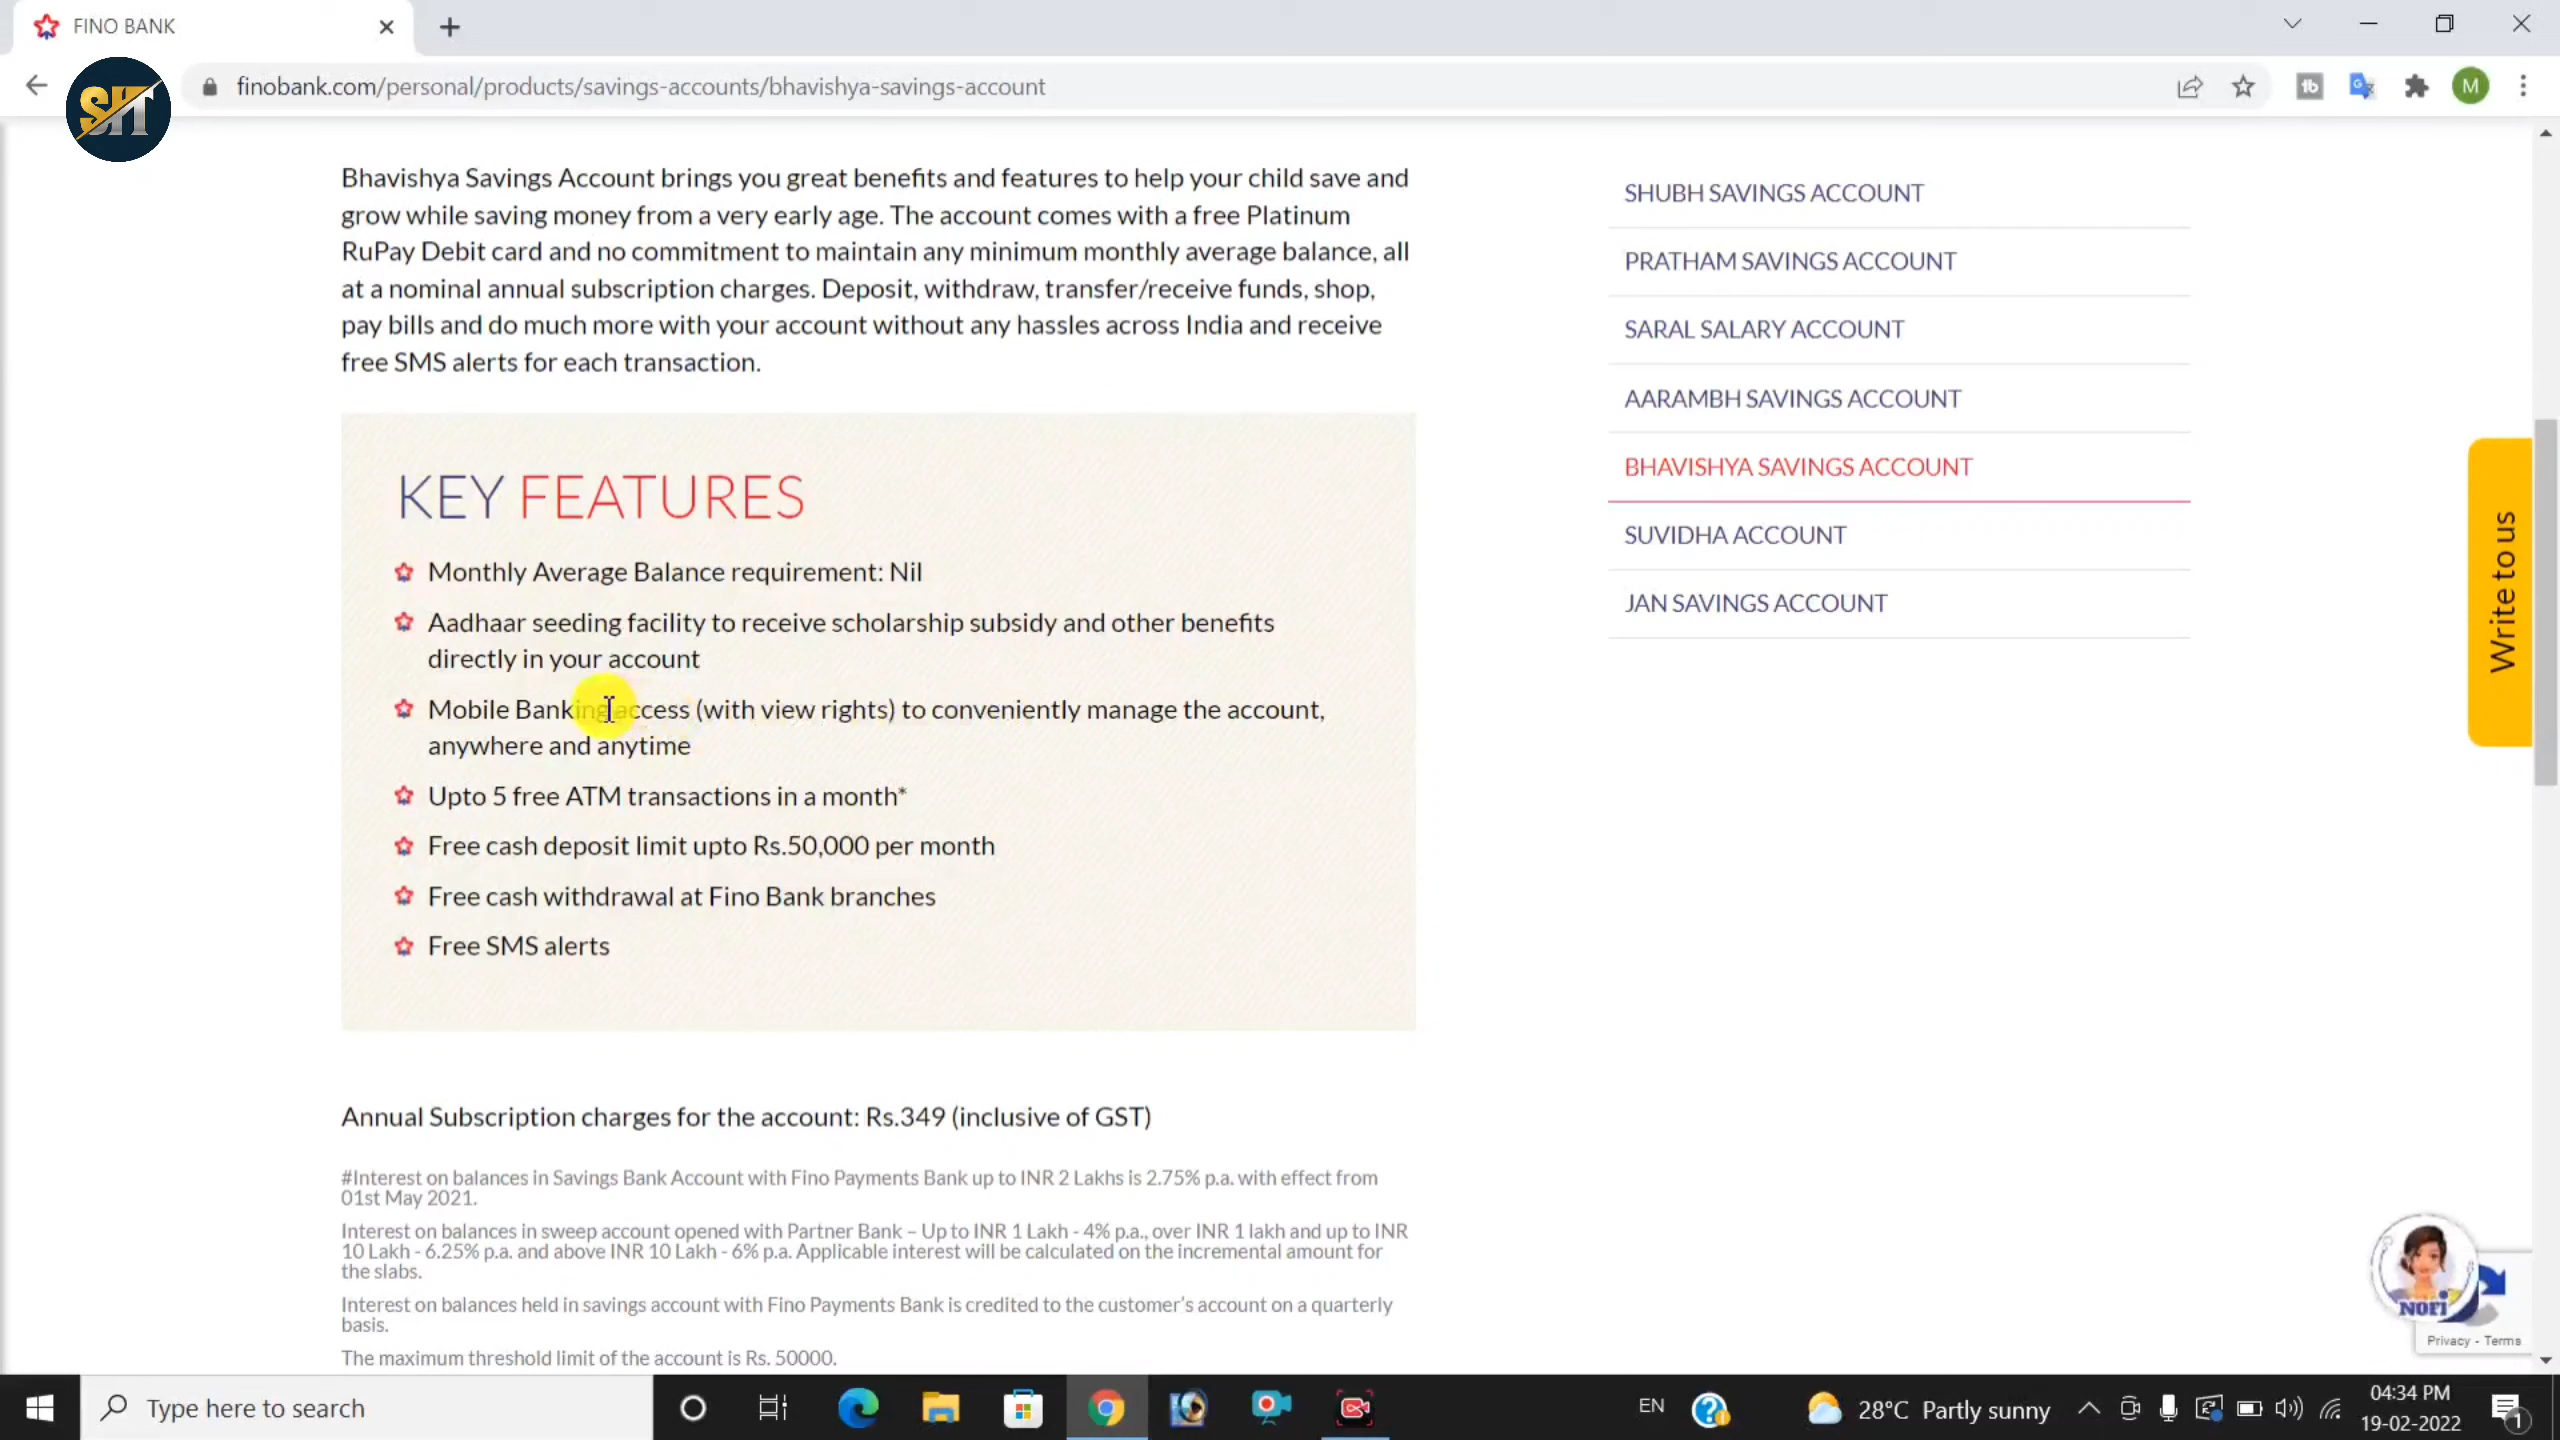 FINO BANK
SHT
finobank.com/personal/products/savings-accounts/bhavishya-savings-account
M
Bhavishya Savings Account brings you great benefits and features to help your child save and
grow while saving money from a very early age. The account comes with a free Platinum
RuPay Debit card and no commitment to maintain any minimum monthly average balance, all
at a nominal annual subscription charges. Deposit, withdraw, transfer/receive funds, shop,
pay bills and do much more with your account without any hassles across India and receive
free SMS alerts for each transaction.
KEY FEATURES
Monthly Average Balance requirement: Nil
Aadhaar seeding facility to receive scholarship subsidy and other benefits
directly in your account
Mobile Banking access (with view rights) to conveniently manage the account,
anywhere and anytime
Upto 5 free ATM transactions in a month*
Free cash deposit limit upto Rs.50,000 per month
Free cash withdrawal at Fino Bank branches
Free SMS alerts
Annual Subscription charges for the account: Rs.349 (inclusive of GST)
#Interest on balances in Savings Bank Account with Fino Payments Bank up to INR 2 Lakhs is 2.75% p.a. with effect from
01st May 2021.
Interest on balances in sweep account opened with Partner Bank – Up to INR 1 Lakh - 4% p.a., over INR 1 lakh and up to INR
10 Lakh - 6.25% p.a. and above INR 10 Lakh - 6% p.a. Applicable interest will be calculated on the incremental amount for
the slabs.
Interest on balances held in savings account with Fino Payments Bank is credited to the customer's account on a quarterly
basis.
The maximum threshold limit of the account is Rs. 50000.
SHUBH SAVINGS ACCOUNT
PRATHAM SAVINGS ACCOUNT
SARAL SALARY ACCOUNT
AARAMBH SAVINGS ACCOUNT
BHAVISHYA SAVINGS ACCOUNT
SUVIDHA ACCOUNT
JAN SAVINGS ACCOUNT
Write to us
NOFI
Privacy - Terms
Type here to search
EN
28°C Partly sunny
04:34 PM
19-02-2022
1